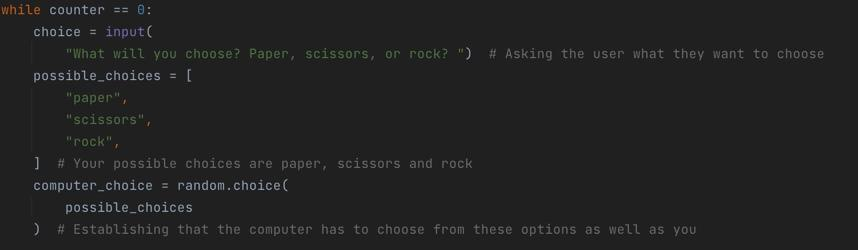 while counter == 0:
    choice = input(
        "What will you choose? Paper, scissors, or rock? ")  # Asking the user what they want to choose
    possible_choices = [
        "paper",
        "scissors",
        "rock",
    ]  # Your possible choices are paper, scissors and rock
    computer_choice = random.choice(
        possible_choices
    )  # Establishing that the computer has to choose from these options as well as you